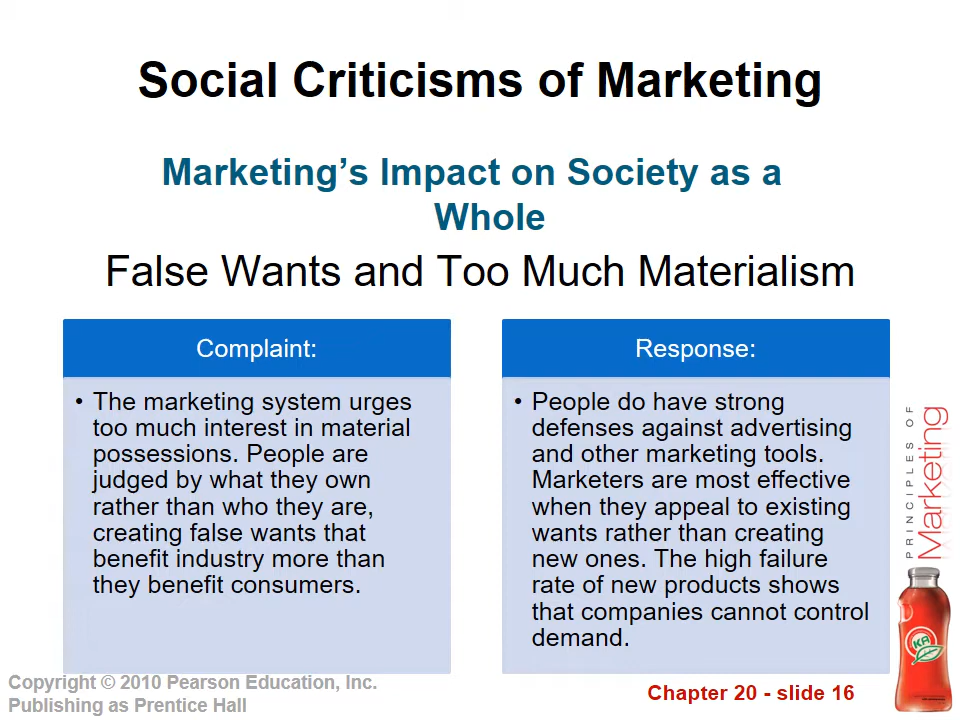 Social Criticisms of Marketing
Marketing’s Impact on Society as a
Whole
False Wants and Too Much Materialism
Complaint:
• The marketing system urges
too much interest in material
possessions. People are
judged by what they own
rather than who they are,
creating false wants that
benefit industry more than
they benefit consumers.
Response:
• People do have strong
defenses against advertising
and other marketing tools.
Marketers are most effective
when they appeal to existing
wants rather than creating
new ones. The high failure
rate of new products shows
that companies cannot control
demand.
PRINCIPLES OF
Marketing
KA
Copyright © 2010 Pearson Education, Inc.
Publishing as Prentice Hall
Chapter 20 - slide 16